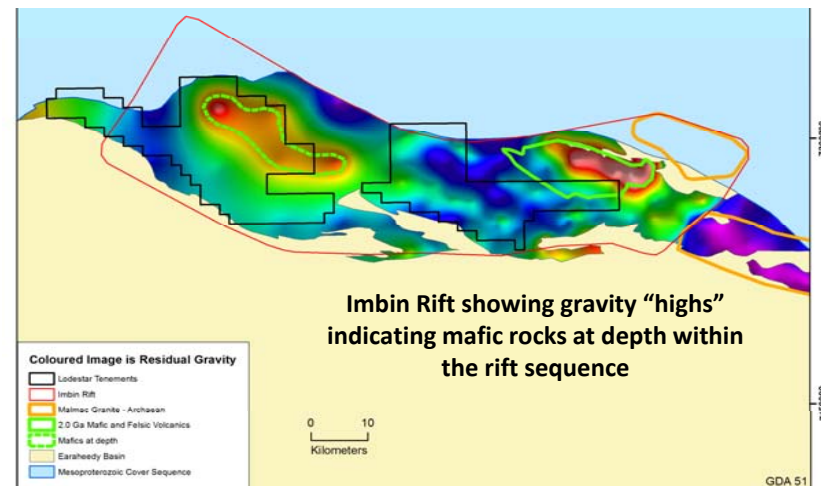 Imbin Rift showing gravity “highs”
indicating mafic rocks at depth within
the rift sequence
Coloured Image is Residual Gravity
Lodestar Tenements
Imbin Rift
Malmac Granite - Archaean
2.0 Ga Mafic and Felsic Volcanics
Mafics at depth
Earaheedy Basin
Mesoproterozoic Cover Sequence
0 10
Kilometers
GDA 51